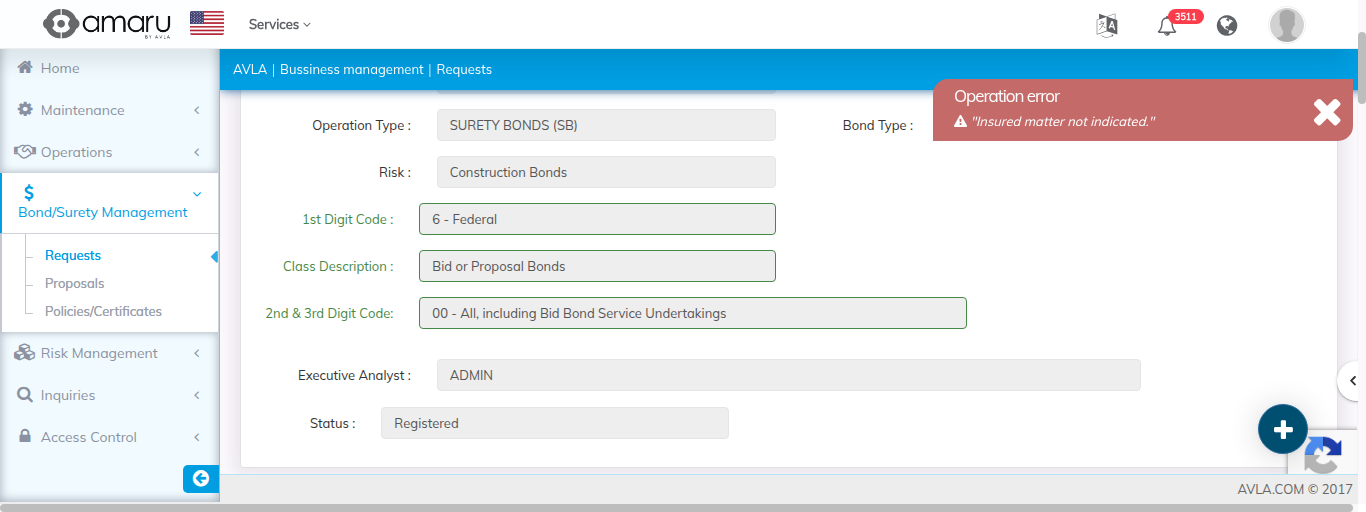 amaru
BY AVLA
Services
3511
Home
Maintenance
Operations
Bond/Surety Management
Requests
Proposals
Policies/Certificates
Risk Management
Inquiries
Access Control
AVLA | Bussiness management | Requests
Operation error
"Insured matter not indicated."
Operation Type : SURETY BONDS (SB) Bond Type :
Risk : Construction Bonds
1st Digit Code : 6 - Federal
Class Description : Bid or Proposal Bonds
2nd & 3rd Digit Code: 00 - All, including Bid Bond Service Undertakings
Executive Analyst : ADMIN
Status : Registered
AVLA.COM © 2017